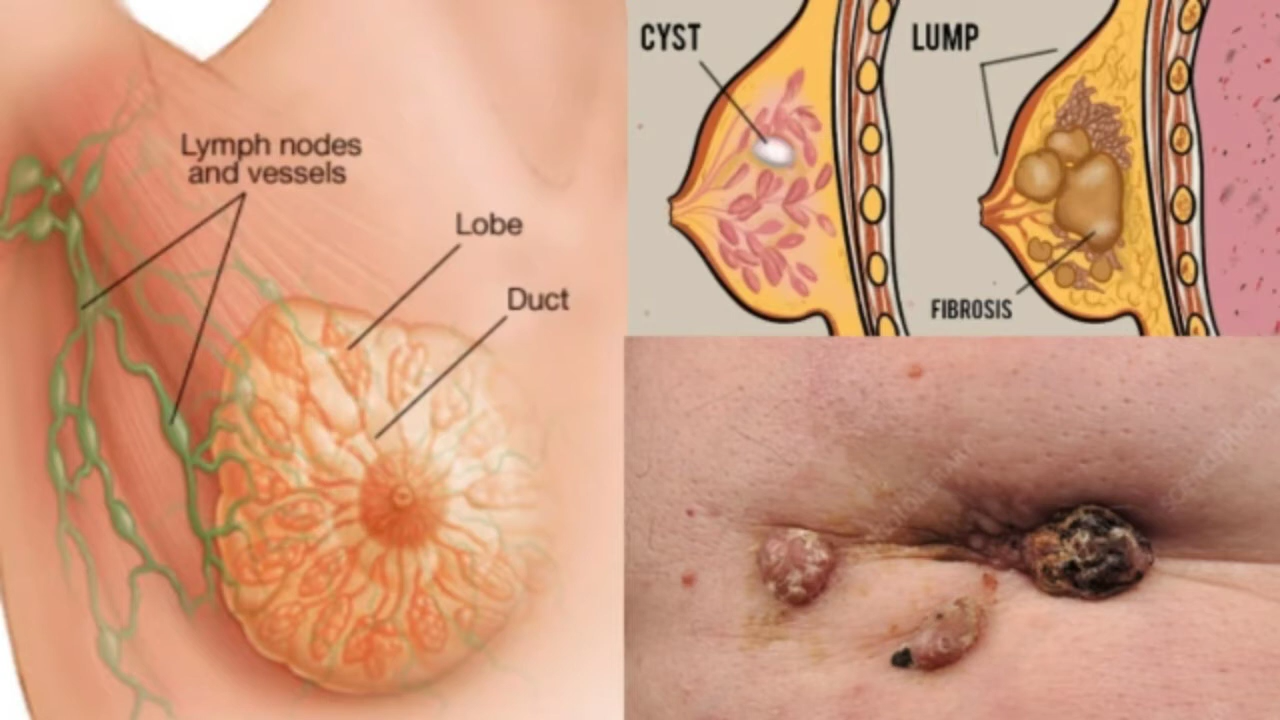 Lymph nodes
and vessels
Lobe
Duct
CYST
LUMP
FIBROSIS